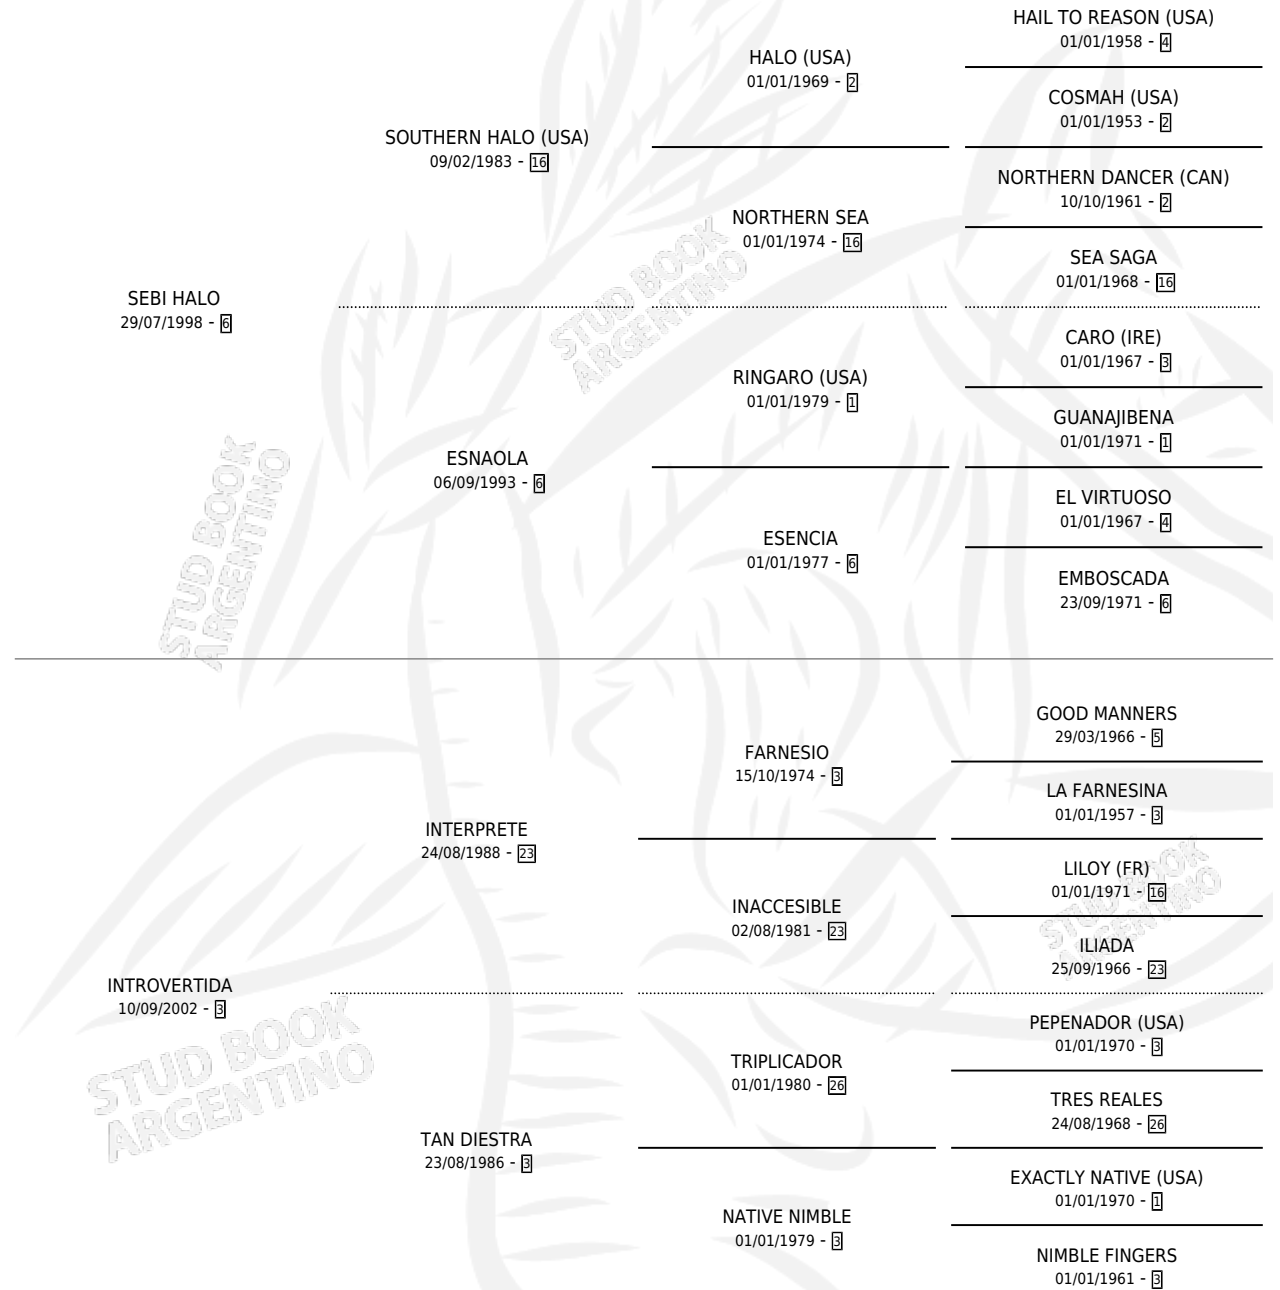 HAIL TO REASON (USA)
01/01/1958 - 4
HALO (USA)
01/01/1969 - 2
COSMAH (USA)
01/01/1953 - 2
SOUTHERN HALO (USA)
09/02/1983 - 16
NORTHERN DANCER (CAN)
10/10/1961 - 2
NORTHERN SEA
01/01/1974 - 16
SEA SAGA
01/01/1968 - 16
SEBI HALO
29/07/1998 - 6
CARO (IRE)
01/01/1967 - 3
RINGARO (USA)
01/01/1979 - 1
GUANAJIBENA
01/01/1971 - 1
ESNAOLA
06/09/1993 - 6
EL VIRTUOSO
01/01/1967 - 4
ESENCIA
01/01/1977 - 6
EMBOSCADA
23/09/1971 - 6
STUD BOOK
ARGENTINO
STUD BOOK
ARGENTINO
GOOD MANNERS
29/03/1966 - 5
FARNESIO
15/10/1974 - 3
LA FARNESINA
01/01/1957 - 3
INTERPRETE
24/08/1988 - 23
LILOY (FR)
01/01/1971 - 16
INACCESIBLE
02/08/1981 - 23
ILIADA
25/09/1966 - 23
INTROVERTIDA
10/09/2002 - 3
PEPENADOR (USA)
01/01/1970 - 3
TRIPLICADOR
01/01/1980 - 26
TRES REALES
24/08/1968 - 26
TAN DIESTRA
23/08/1986 - 3
EXACTLY NATIVE (USA)
01/01/1970 - 1
NATIVE NIMBLE
01/01/1979 - 3
NIMBLE FINGERS
01/01/1961 - 3
STUD BOOK
ARGENTINO
STUD BOOK
ARGENTINO